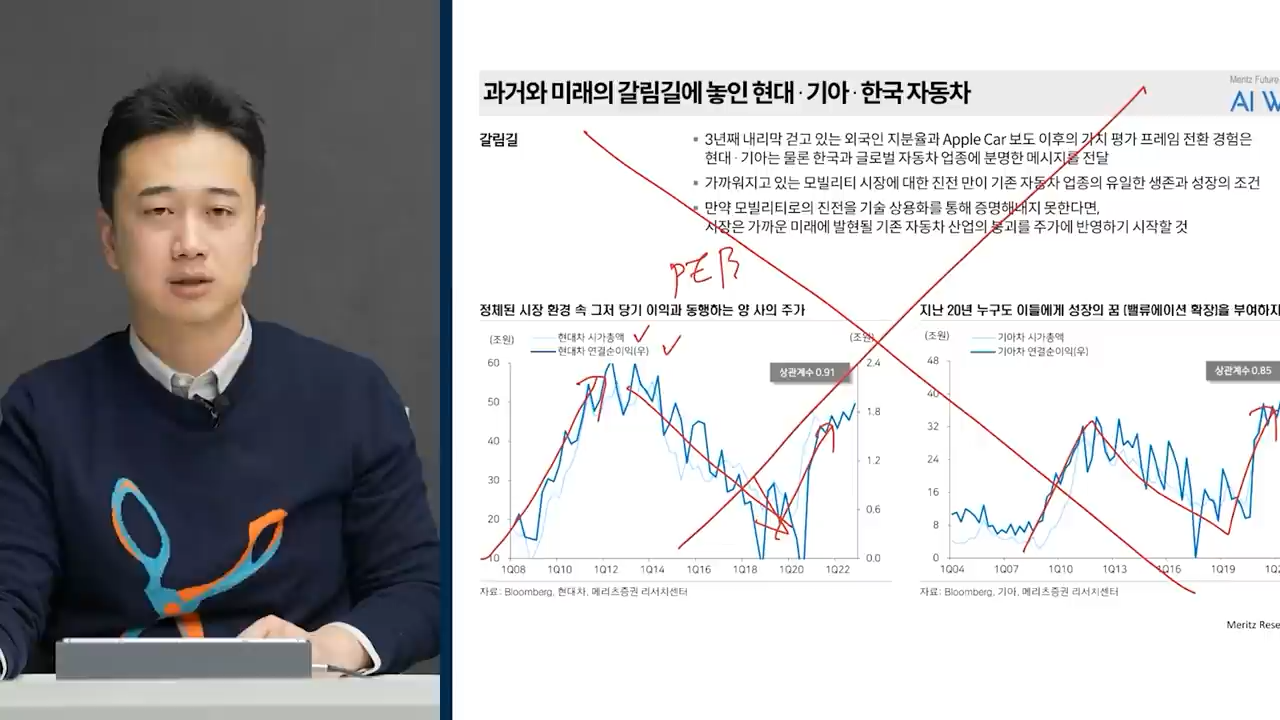 Meritz Future
과거와 미래의 갈림길에 놓인 현대·기아·한국 자동차
AI W
갈림길
▪ 3년째 내리막 걷고 있는 외국인 지분율과 Apple Car 보도 이후의 가치 평가 프레임 전환 경험은
현대·기아는 물론 한국과 글로벌 자동차 업종에 분명한 메시지를 전달
▪ 가까워지고 있는 모빌리티 시장에 대한 진전 만이 기존 자동차 업종의 유일한 생존과 성장의 조건
▪ 만약 모빌리티로의 진전을 기술 상용화를 통해 증명해내지 못한다면,
시장은 가까운 미래에 발현될 기존 자동차 산업의 붕괴를 주가에 반영하기 시작할 것
정체된 시장 환경 속 그저 당기 이익과 동행하는 양 사의 주가
(조원)
현대차 시가총액
현대차 연결순이익(우)
(조원)
상관계수 0.91
60
50
40
30
20
10
2.4
1.8
1.2
0.6
0.0
1Q08 1Q10 1Q12 1Q14 1Q16 1Q18 1Q20 1Q22
자료: Bloomberg, 현대차, 메리츠증권 리서치센터
지난 20년 누구도 이들에게 성장의 꿈 (밸류에이션 확장)을 부여하지
(조원)
기아차 시가총액
기아차 연결순이익(우)
상관계수 0.85
48
40
32
24
16
8
0
1Q04 1Q07 1Q10 1Q13 1Q16 1Q19 1Q2
자료: Bloomberg, 기아, 메리츠증권 리서치센터
Meritz Rese